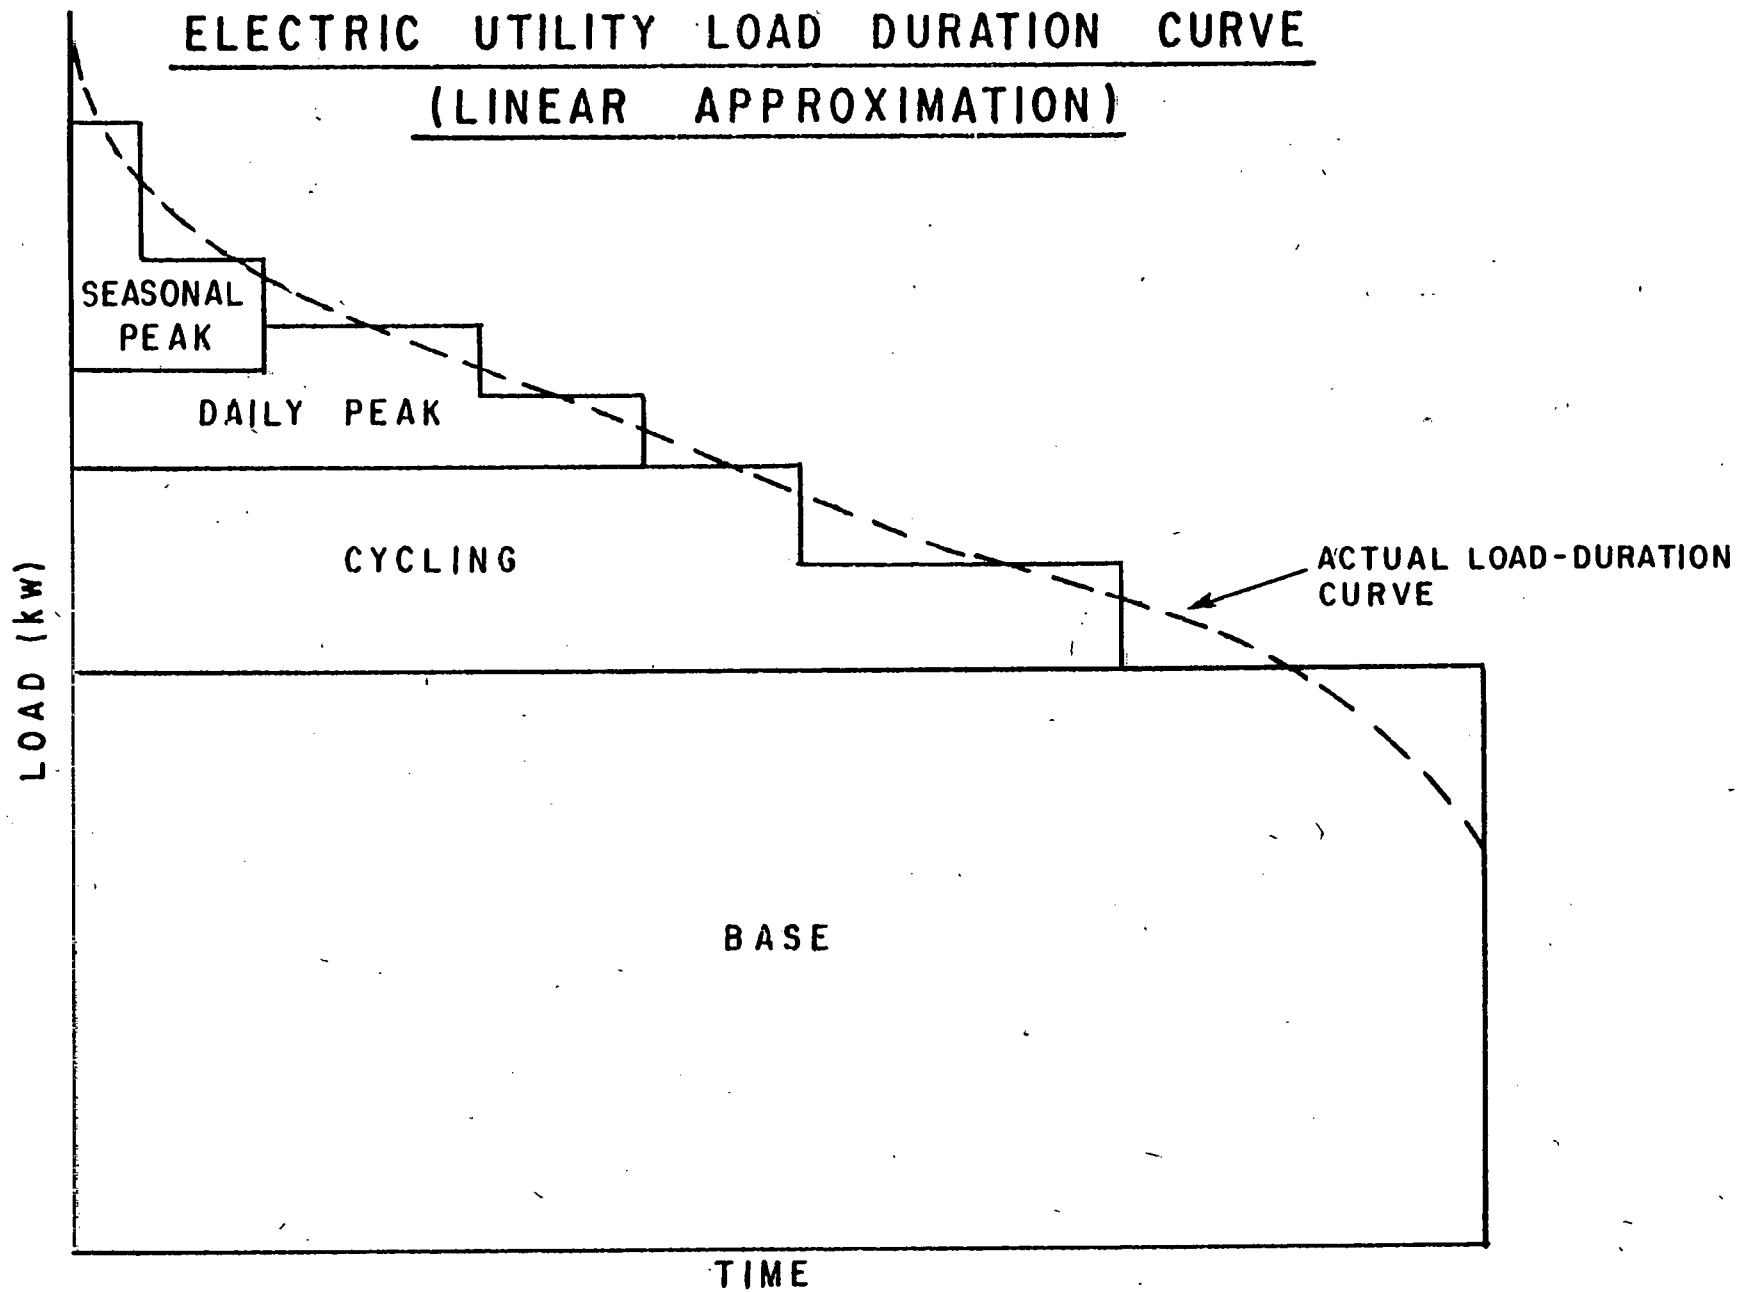 ELECTRIC UTILITY LOAD DURATION CURVE
(LINEAR APPROXIMATION)
SEASONAL
PEAK
DAILY PEAK
CYCLING
ACTUAL LOAD-DURATION
CURVE
LOAD (kW)
BASE
TIME